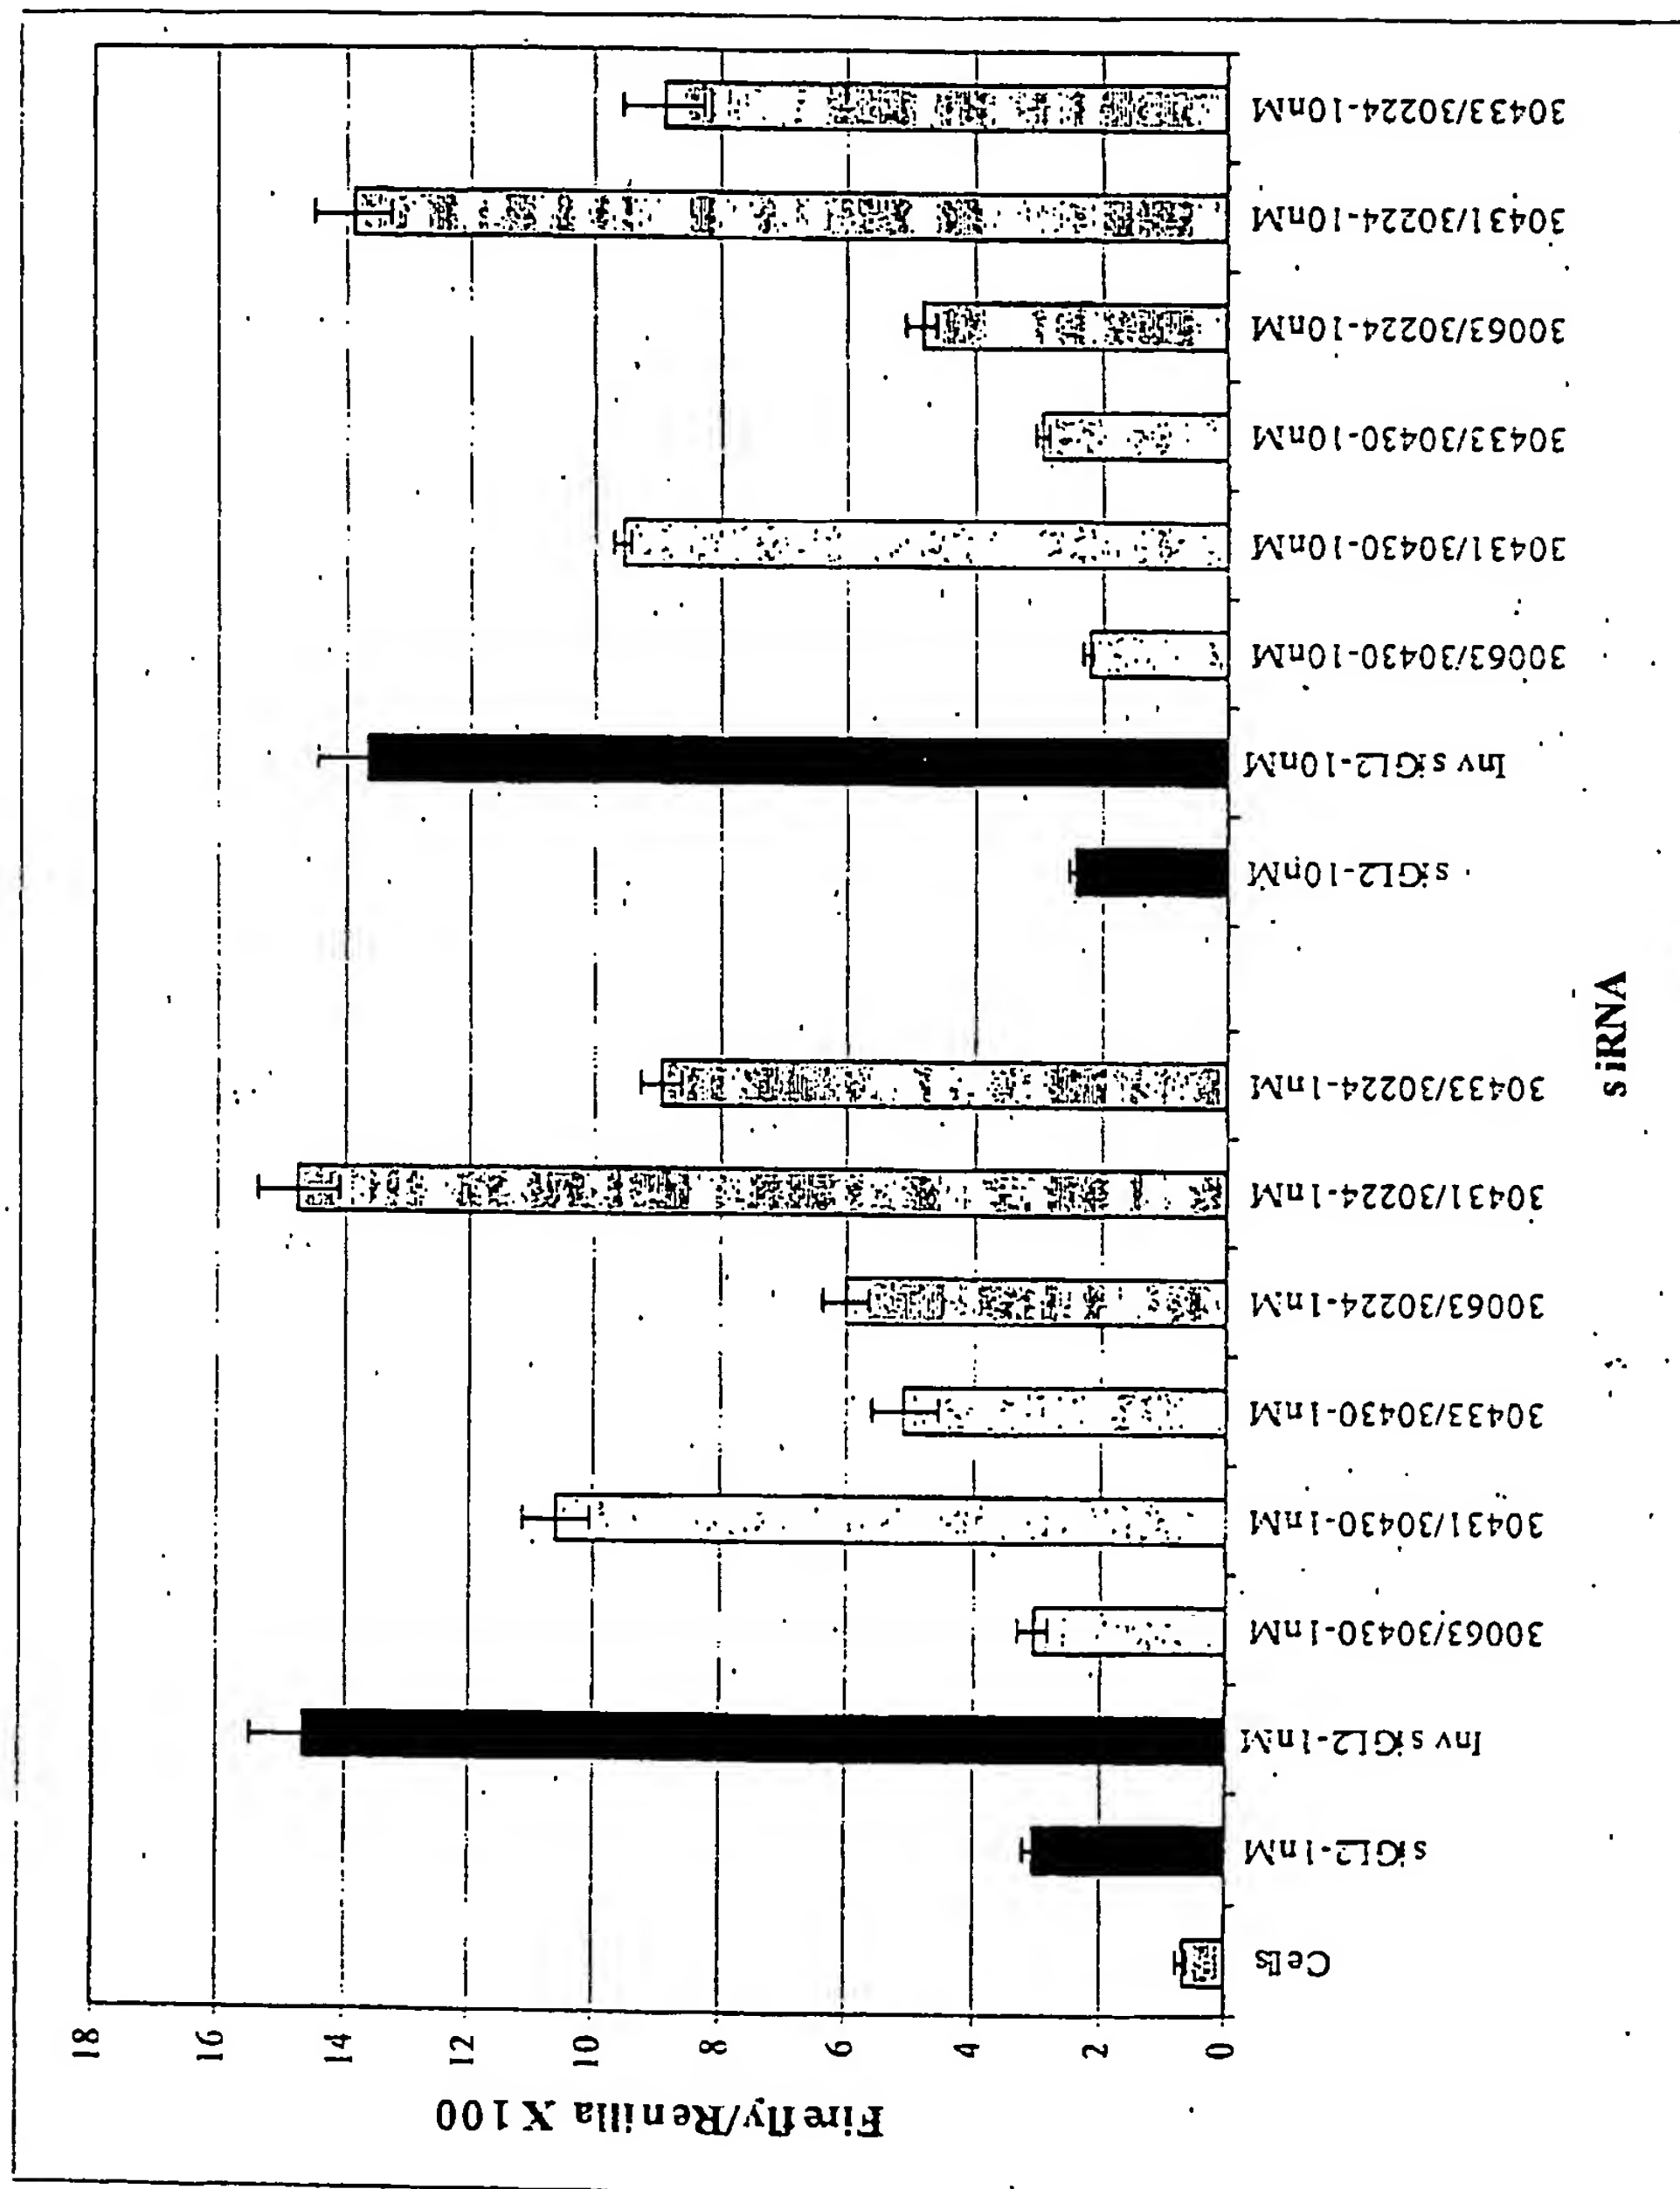 Firefly/Renilla X 100
18
16
14
12
10
8
6
4
2
0
Cells
siGL2-1nM
Inv siGL2-1nM
30063/30430-1nM
30431/30430-1nM
30433/30430-1nM
30063/30224-1nM
30431/30224-1nM
30433/30224-1nM
siGL2-10nM
Inv siGL2-10nM
30063/30430-10nM
30431/30430-10nM
30433/30430-10nM
30063/30224-10nM
30431/30224-10nM
30433/30224-10nM
siRNA